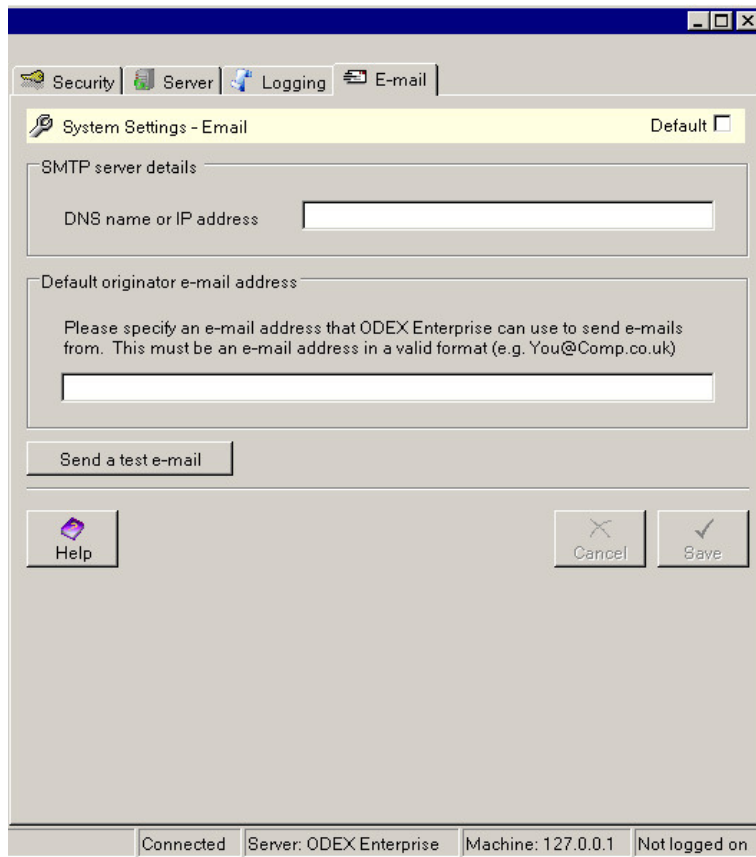 Security Server Logging E-mail
System Settings - Email Default
SMTP server details
DNS name or IP address
Default originator e-mail address
Please specify an e-mail address that ODEX Enterprise can use to send e-mails
from. This must be an e-mail address in a valid format (e.g. You@Comp.co.uk)
Send a test e-mail
Help Cancel Save
Connected Server: ODEX Enterprise Machine: 127.0.0.1 Not logged on